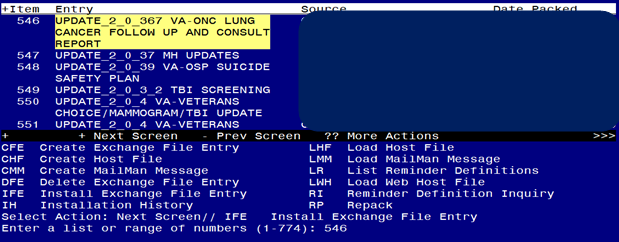 +Item Entry Source Date Packed
546 UPDATE_2_0_367 VA-ONC LUNG
CANCER FOLLOW UP AND CONSULT
REPORT
547 UPDATE_2_0_37 MH UPDATES
548 UPDATE_2_0_39 VA-OSP SUICIDE
SAFETY PLAN
549 UPDATE_2_0_3_2 TBI SCREENING
550 UPDATE_2_0_4 VA-VETERANS
CHOICE/MAMMOGRAM/TBI UPDATE
551 UPDATE_2_0_4 VA-VETERANS
+ + Next Screen - Prev Screen ?? More Actions >>>
CFE Create Exchange File Entry LHF Load Host File
CHF Create Host File LMM Load MailMan Message
CMM Create MailMan Message LR List Reminder Definitions
DFE Delete Exchange File Entry LWH Load Web Host File
IFE Install Exchange File Entry RI Reminder Definition Inquiry
IH Installation History RP Repack
Select Action: Next Screen// IFE Install Exchange File Entry
Enter a list or range of numbers (1-774): 546